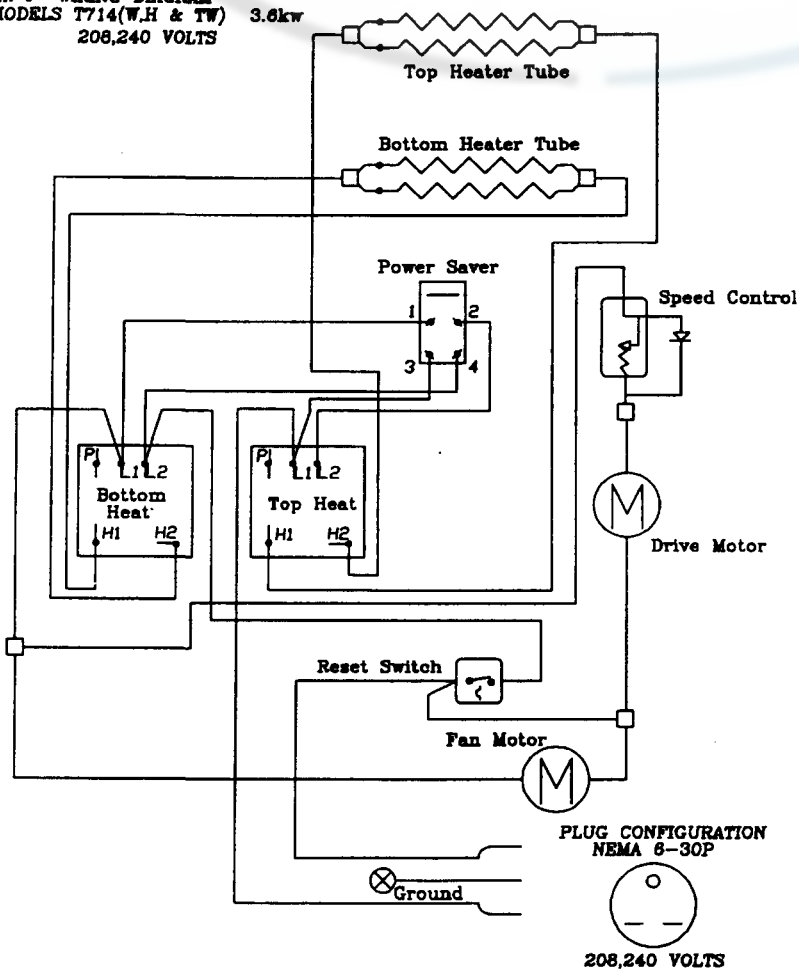 MODELS T714(W,H & TW) 3.6kw
208,240 VOLTS
Top Heater Tube
Bottom Heater Tube
Power Saver
1 2
3 4
Speed Control
P1 L1 L2
Bottom
Heat
H1 H2
P1 L1 L2
Top Heat
H1 H2
M
Drive Motor
Reset Switch
Fan Motor
M
Ground
PLUG CONFIGURATION
NEMA 6-30P
208,240 VOLTS